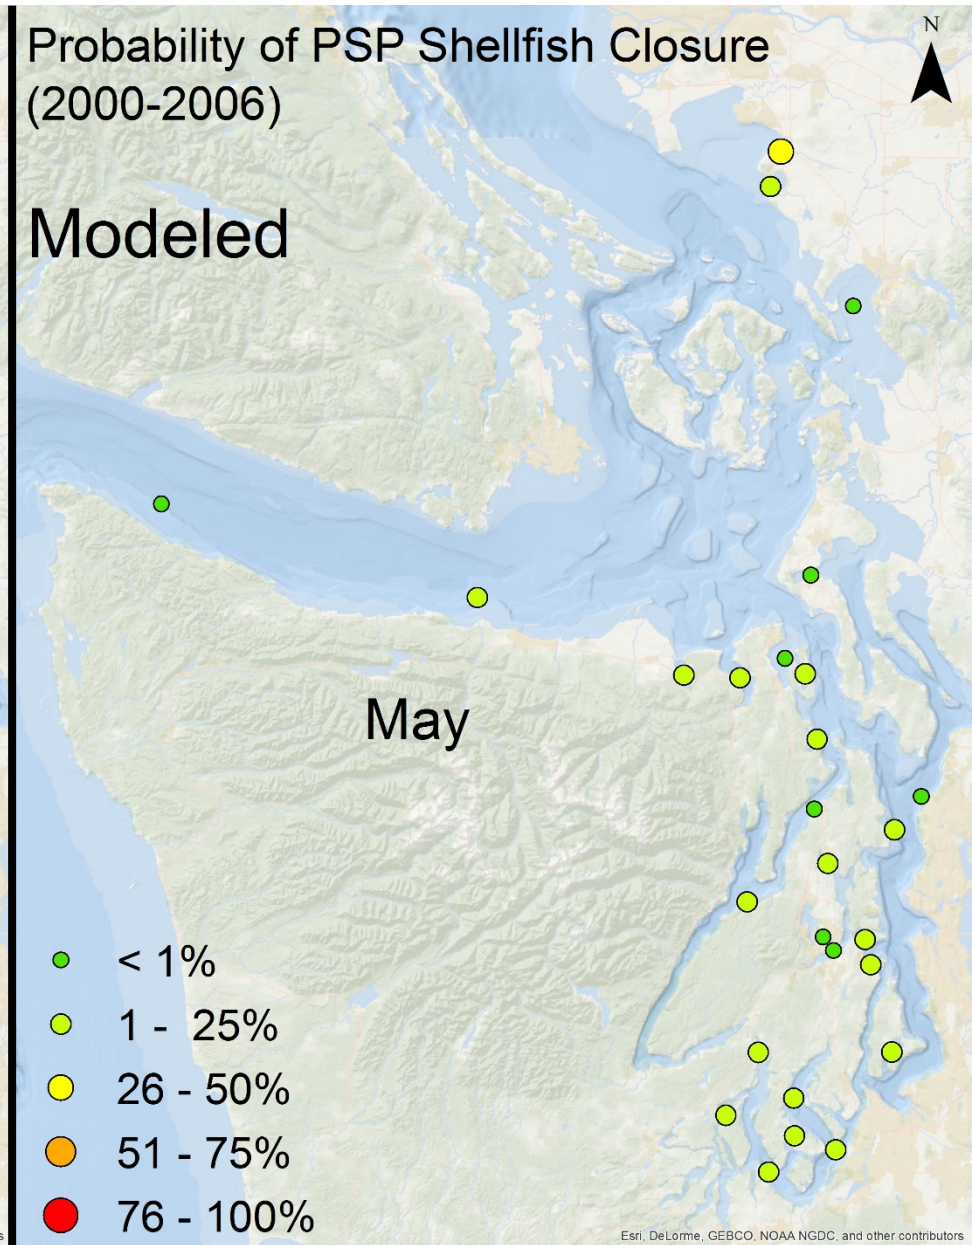 Probability of PSP Shellfish Closure
(2000-2006)
N
Modeled
May
< 1%
1 - 25%
26 - 50%
51 - 75%
76 - 100%
s
Esri, DeLorme, GEBCO, NOAA NGDC, and other contributors